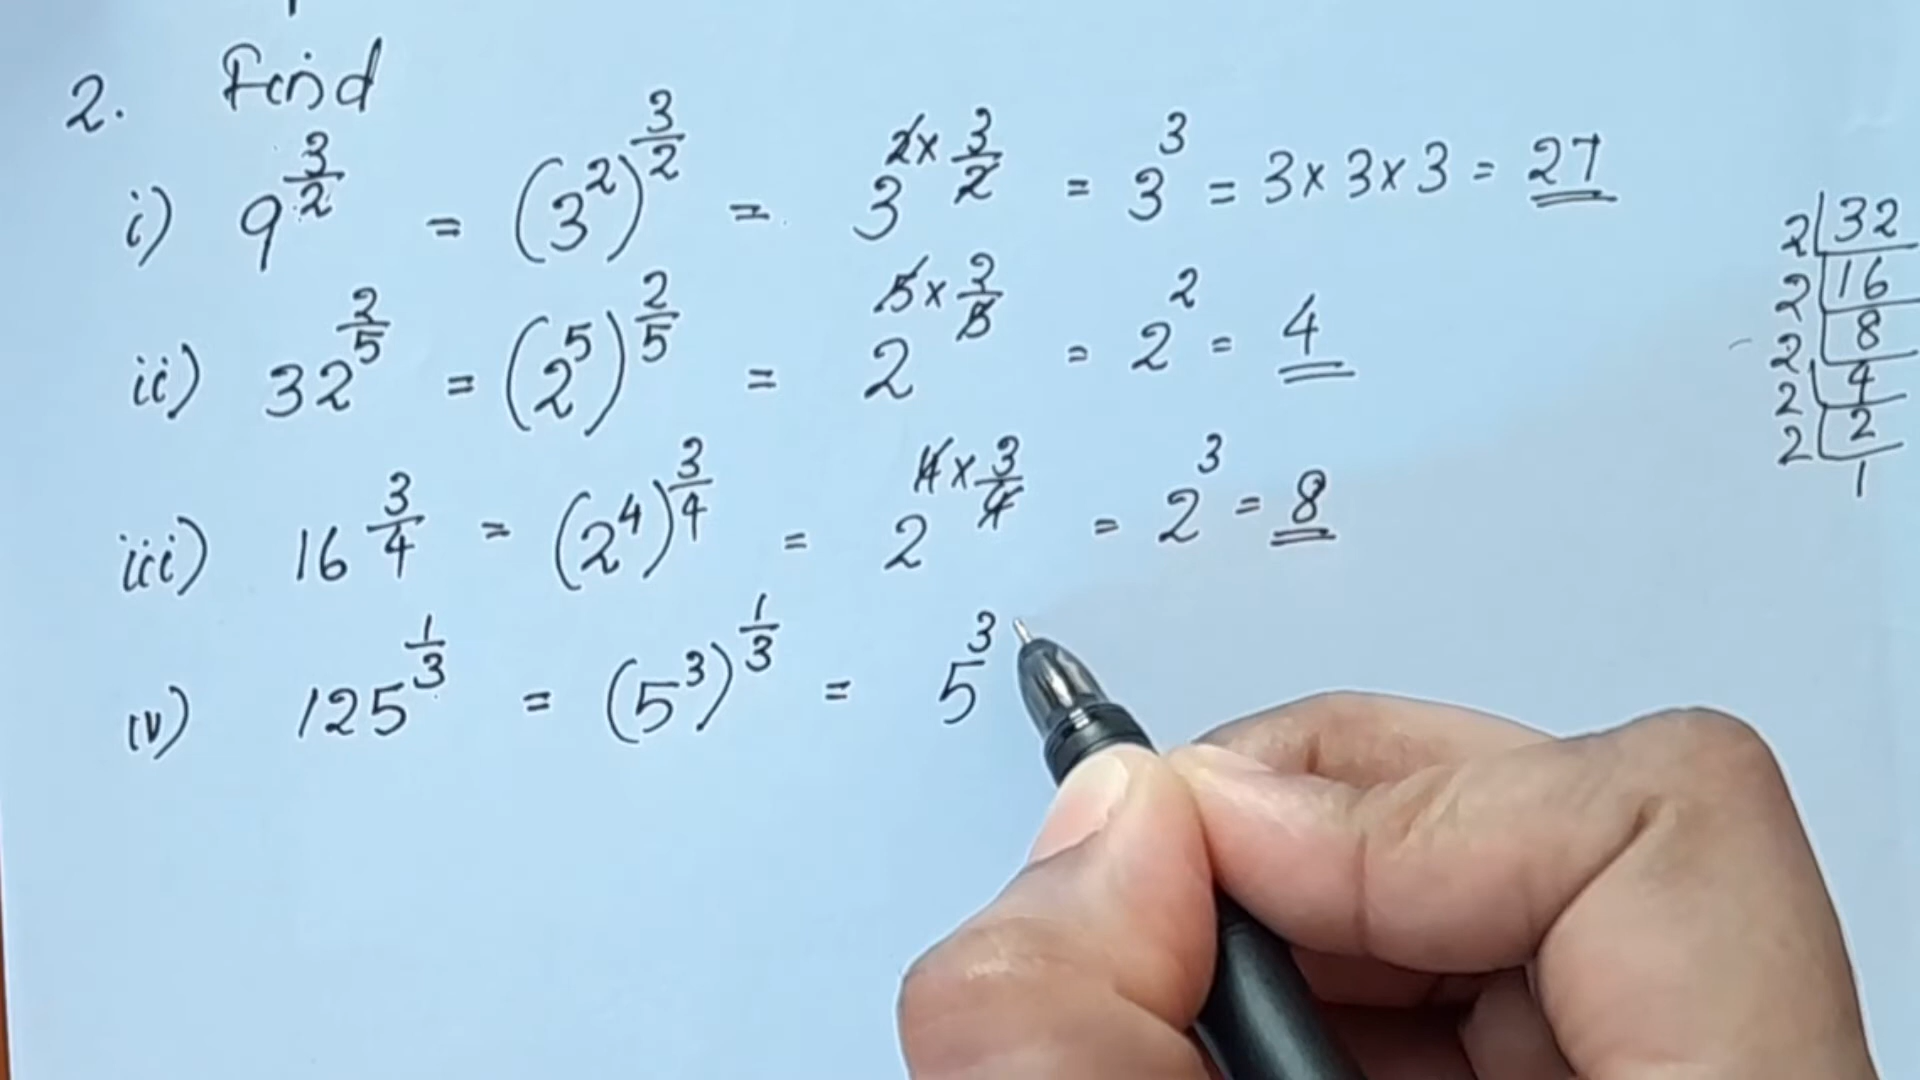 2. Find
i) 9^(3/2) = (3^2)^(3/2) = 3^(2×3/2) = 3^3 = 3×3×3 = 27
ii) 32^(2/5) = (2^5)^(2/5) = 2^(5×2/5) = 2^2 = 4
iii) 16^(3/4) = (2^4)^(3/4) = 2^(4×3/4) = 2^3 = 8
iv) 125^(1/3) = (5^3)^(1/3) = 5^3
2 | 32
2 | 16
2 | 8
2 | 4
2 | 2
1